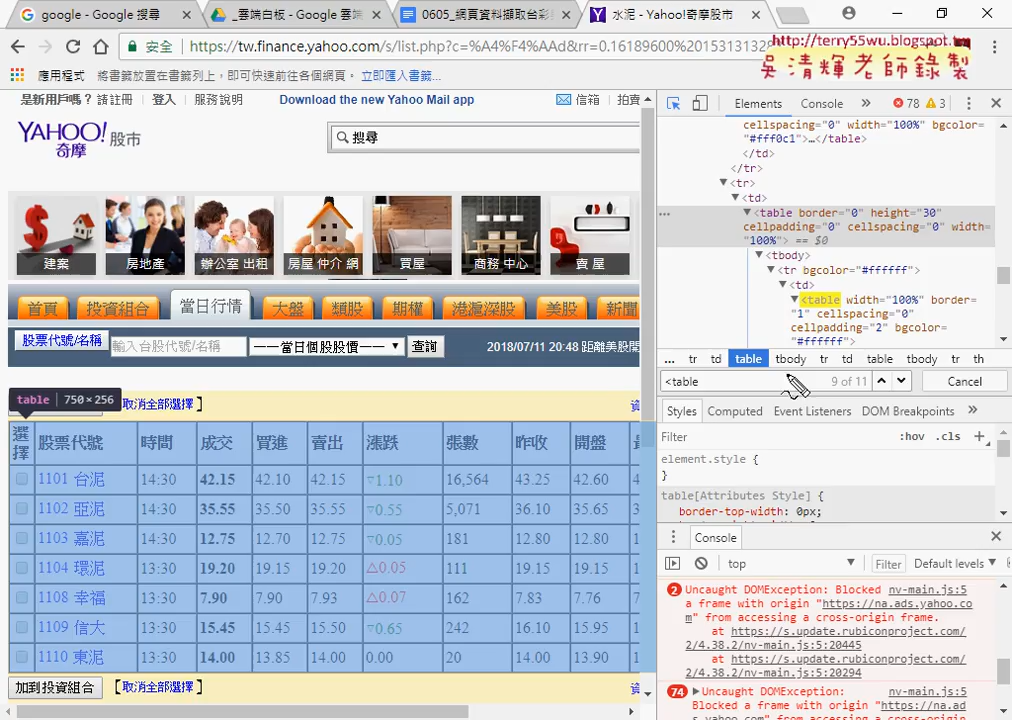 google - Google 搜尋
_雲端白板 - Google 雲端
0605_網頁資料擷取台彩
水泥 - Yahoo!奇摩股市
安全 https://tw.finance.yahoo.com/s/list.php?c=%A4%F4%AAd&rr=0.16189600%2015313132
http://terry55wu.blogspot.tw
吳清輝老師錄製
應用程式 將書籤放置在書籤列上，即可快速前往各個網頁。 立即匯入書籤...
是新用戶嗎？ 請註冊 登入 服務說明 Download the new Yahoo Mail app 信箱 拍賣
YAHOO! 股市
奇摩
搜尋
建案 房地產 辦公室 出租 房屋 仲介 網 買屋 商務 中心 賣 屋
首頁 投資組合 當日行情 大盤 類股 期權 港滬深股 美股 新聞
股票代號/名稱 輸入台股代號/名稱 一一當日個股股價一一 查詢 2018/07/11 20:48 距離美股開
table 750×256 取消全部選擇 】
選擇 股票代號 時間 成交 買進 賣出 漲跌 張數 昨收 開盤
1101 台泥 14:30 42.15 42.10 42.15 ▽1.10 16,564 43.25 42.60
1102 亞泥 14:30 35.55 35.50 35.55 ▽0.55 5,071 36.10 35.65
1103 嘉泥 14:30 12.75 12.70 12.75 ▽0.05 181 12.80 12.80
1104 環泥 13:30 19.20 19.15 19.20 △0.05 111 19.15 19.15
1108 幸福 13:30 7.90 7.90 7.93 △0.07 162 7.83 7.76
1109 信大 13:30 15.45 15.45 15.50 ▽0.65 242 16.10 15.95
1110 東泥 13:30 14.00 13.85 14.00 0.00 20 14.00 13.90
加到投資組合 【取消全部選擇 】
Elements Console » 78 3
cellspacing="0" width="100%" bgcolor=
"#fff0c1">…</table>
</td>
</tr>
▼<tr>
▼<td>
… ▼<table border="0" height="30"
cellpadding="0" cellspacing="0" width=
"100%"> == $0
▼<tbody>
▼<tr bgcolor="#ffffff">
▼<td>
▼<table width="100%" border=
"1" cellspacing="0"
cellpadding="2" bgcolor=
"#ffffff">
... tr td table tbody tr td table tbody tr th
<table 9 of 11 Cancel
Styles Computed Event Listeners DOM Breakpoints »
Filter :hov .cls +
element.style {
}
table[Attributes Style] {
border-top-width: 0px;
Console
top Filter Default levels
2 Uncaught DOMException: Blocked nv-main.js:5
a frame with origin "https://na.ads.yahoo.co
m" from accessing a cross-origin frame.
at https://s.update.rubiconproject.com/
2/4.38.2/nv-main.js:5:20445
at https://s.update.rubiconproject.com/
2/4.38.2/nv-main.js:5:20294
74 ▶Uncaught DOMException: nv-main.js:5
Blocked a frame with origin "https://na.ad